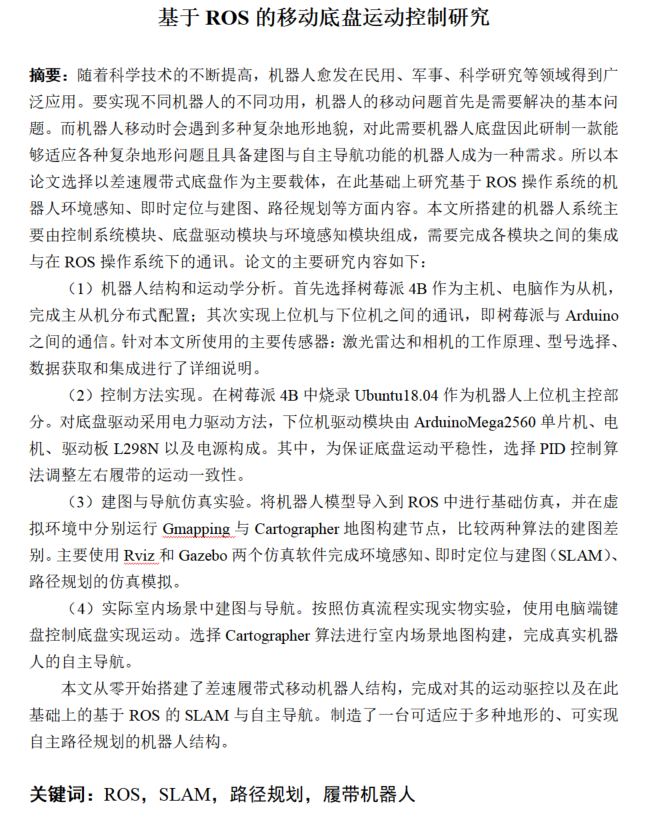 基于 ROS 的移动底盘运动控制研究
摘要：随着科学技术的不断提高，机器人愈发在民用、军事、科学研究等领域得到广
泛应用。要实现不同机器人的不同功用，机器人的移动问题首先是需要解决的基本问
题。而机器人移动时会遇到多种复杂地形地貌，对此需要机器人底盘因此研制一款能
够适应各种复杂地形问题且具备建图与自主导航功能的机器人成为一种需求。所以本
论文选择以差速履带式底盘作为主要载体，在此基础上研究基于 ROS 操作系统的机
器人环境感知、即时定位与建图、路径规划等方面内容。本文所搭建的机器人系统主
要由控制系统模块、底盘驱动模块与环境感知模块组成，需要完成各模块之间的集成
与在 ROS 操作系统下的通讯。论文的主要研究内容如下：
（1）机器人结构和运动学分析。首先选择树莓派 4B 作为主机、电脑作为从机，
完成主从机分布式配置；其次实现上位机与下位机之间的通讯，即树莓派与 Arduino
之间的通信。针对本文所使用的主要传感器：激光雷达和相机的工作原理、型号选择、
数据获取和集成进行了详细说明。
（2）控制方法实现。在树莓派 4B 中烧录 Ubuntu18.04 作为机器人上位机主控部
分。对底盘驱动采用电力驱动方法，下位机驱动模块由 ArduinoMega2560 单片机、电
机、驱动板 L298N 以及电源构成。其中，为保证底盘运动平稳性，选择 PID 控制算
法调整左右履带的运动一致性。
（3）建图与导航仿真实验。将机器人模型导入到 ROS 中进行基础仿真，并在虚
拟环境中分别运行 Gmapping 与 Cartographer 地图构建节点，比较两种算法的建图差
别。主要使用 Rviz 和 Gazebo 两个仿真软件完成环境感知、即时定位与建图（SLAM）、
路径规划的仿真模拟。
（4）实际室内场景中建图与导航。按照仿真流程实现实物实验，使用电脑端键
盘控制底盘实现运动。选择 Cartographer 算法进行室内场景地图构建，完成真实机器
人的自主导航。
本文从零开始搭建了差速履带式移动机器人结构，完成对其的运动驱控以及在此
基础上的基于 ROS 的 SLAM 与自主导航。制造了一台可适应于多种地形的、可实现
自主路径规划的机器人结构。
关键词：ROS，SLAM，路径规划，履带机器人